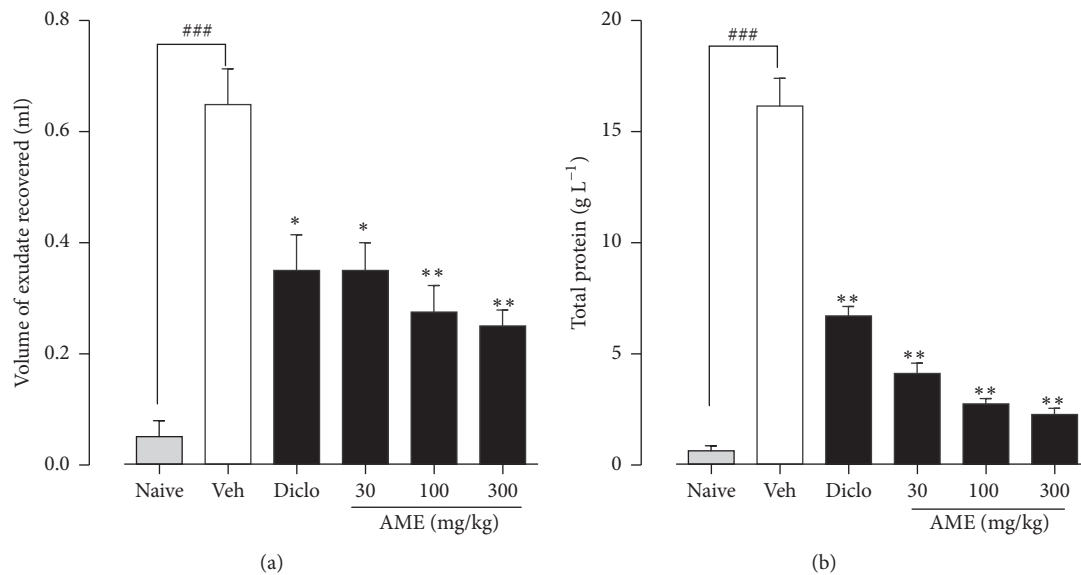 Volume of exudate recovered (ml)
0.8
0.6
0.4
0.2
0.0
###
*
*
**
**
Naive Veh Diclo 30 100 300
AME (mg/kg)
(a)
Total protein (g L⁻¹)
20
15
10
5
0
###
**
**
**
**
Naive Veh Diclo 30 100 300
AME (mg/kg)
(b)